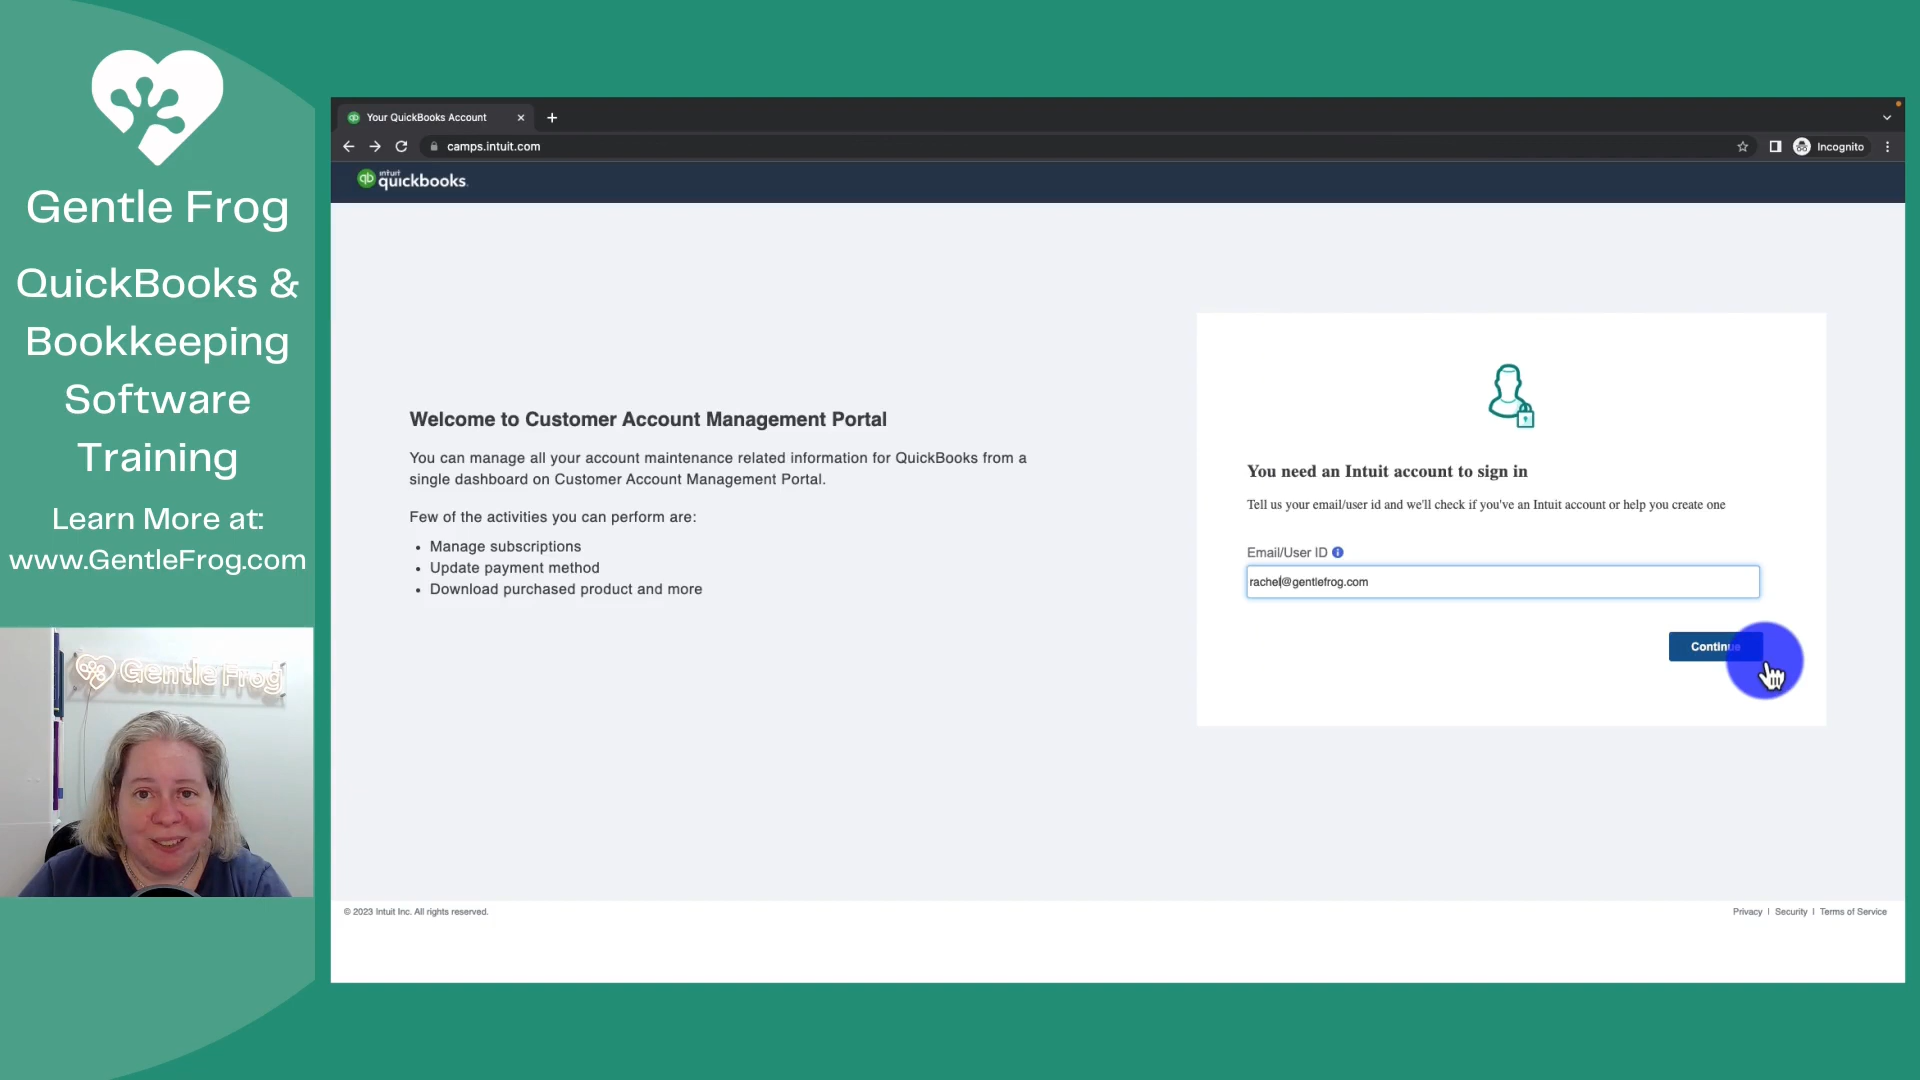 Gentle Frog
QuickBooks &
Bookkeeping
Software
Training
Learn More at:
www.GentleFrog.com
Gentle Frog
Your QuickBooks Account
camps.intuit.com
Incognito
qb intuit quickbooks.
Welcome to Customer Account Management Portal
You can manage all your account maintenance related information for QuickBooks from a
single dashboard on Customer Account Management Portal.
Few of the activities you can perform are:
• Manage subscriptions
• Update payment method
• Download purchased product and more
You need an Intuit account to sign in
Tell us your email/user id and we'll check if you've an Intuit account or help you create one
Email/User ID
rachel@gentlefrog.com
Continue
© 2023 Intuit Inc. All rights reserved.
Privacy | Security | Terms of Service